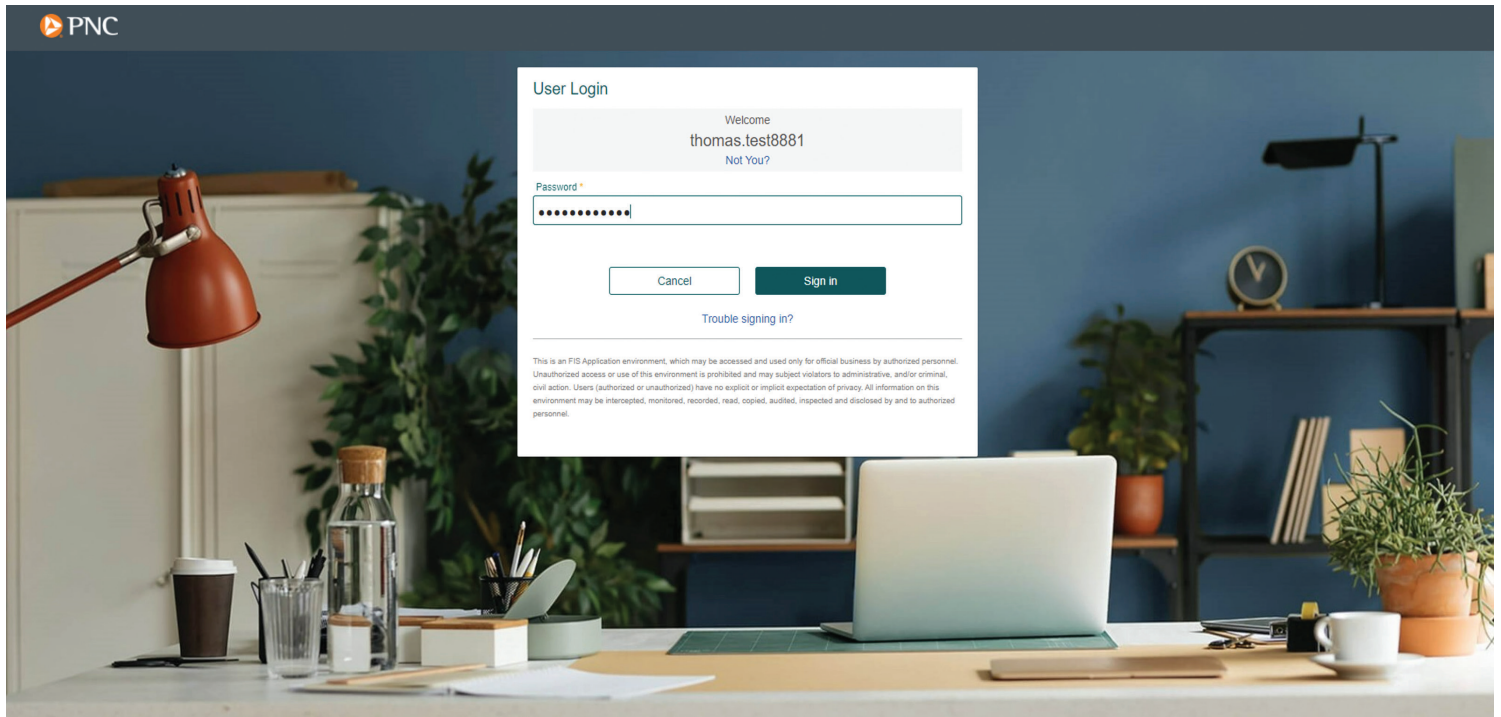 PNC
User Login
Welcome
thomas.test8881
Not You?
Password *
Cancel
Sign in
Trouble signing in?
This is an FIS Application environment, which may be accessed and used only for official business by authorized personnel.
Unauthorized access or use of this environment is prohibited and may subject violators to administrative, and/or criminal,
civil action. Users (authorized or unauthorized) have no explicit or implicit expectation of privacy. All information on this
environment may be intercepted, monitored, recorded, read, copied, audited, inspected and disclosed by and to authorized
personnel.